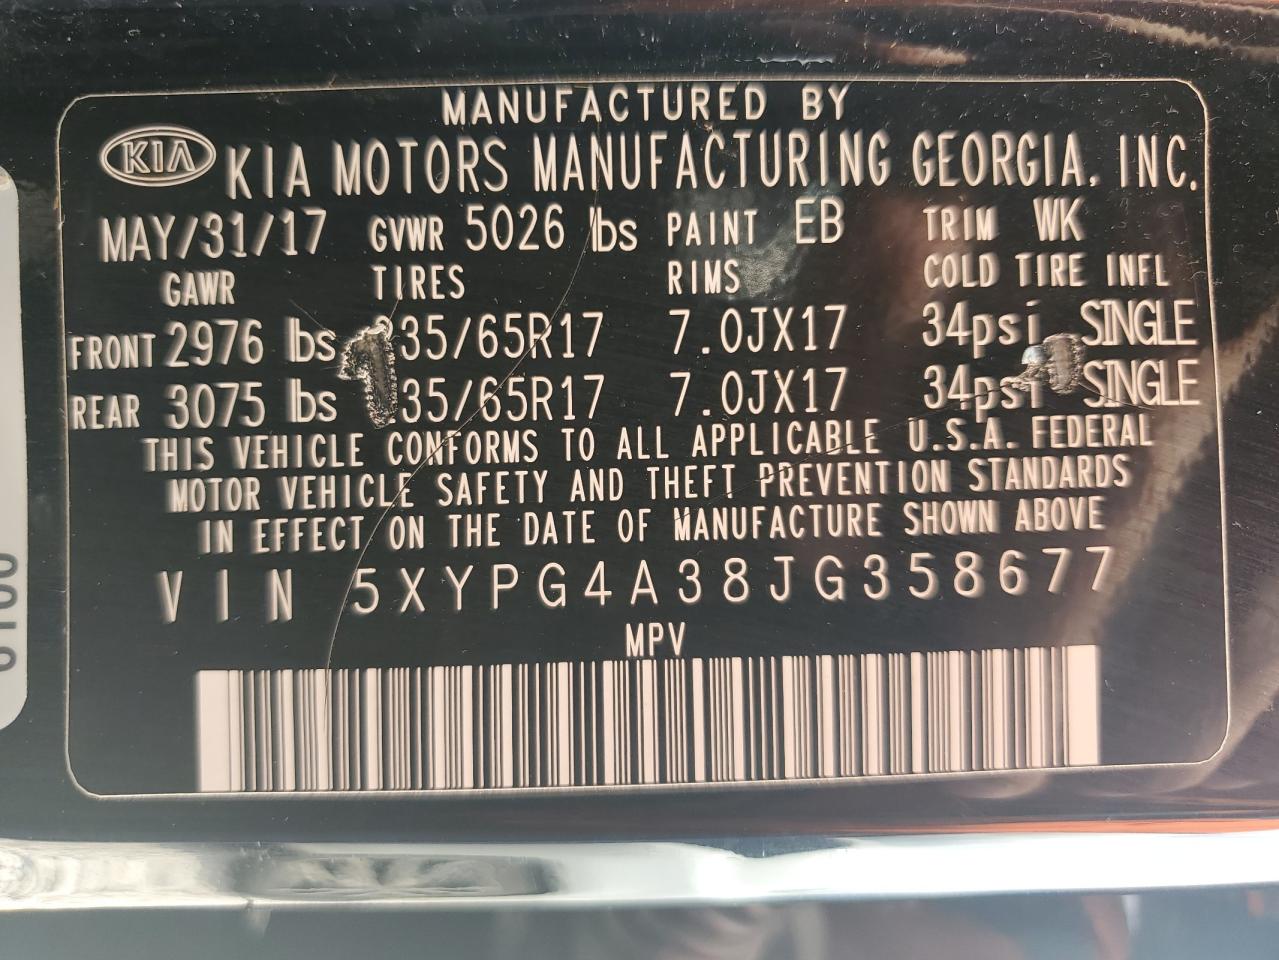 MANUFACTURED BY
KIA KIA MOTORS MANUFACTURING GEORGIA, INC.
MAY/31/17 GVWR 5026 lbs PAINT EB TRIM WK
GAWR TIRES RIMS COLD TIRE INFL
FRONT 2976 lbs 35/65R17 7.0JX17 34psi SINGLE
REAR 3075 lbs 35/65R17 7.0JX17 34psi SINGLE
THIS VEHICLE CONFORMS TO ALL APPLICABLE U.S.A. FEDERAL
MOTOR VEHICLE SAFETY AND THEFT PREVENTION STANDARDS
IN EFFECT ON THE DATE OF MANUFACTURE SHOWN ABOVE
VIN 5XYPG4A38JG358677
MPV